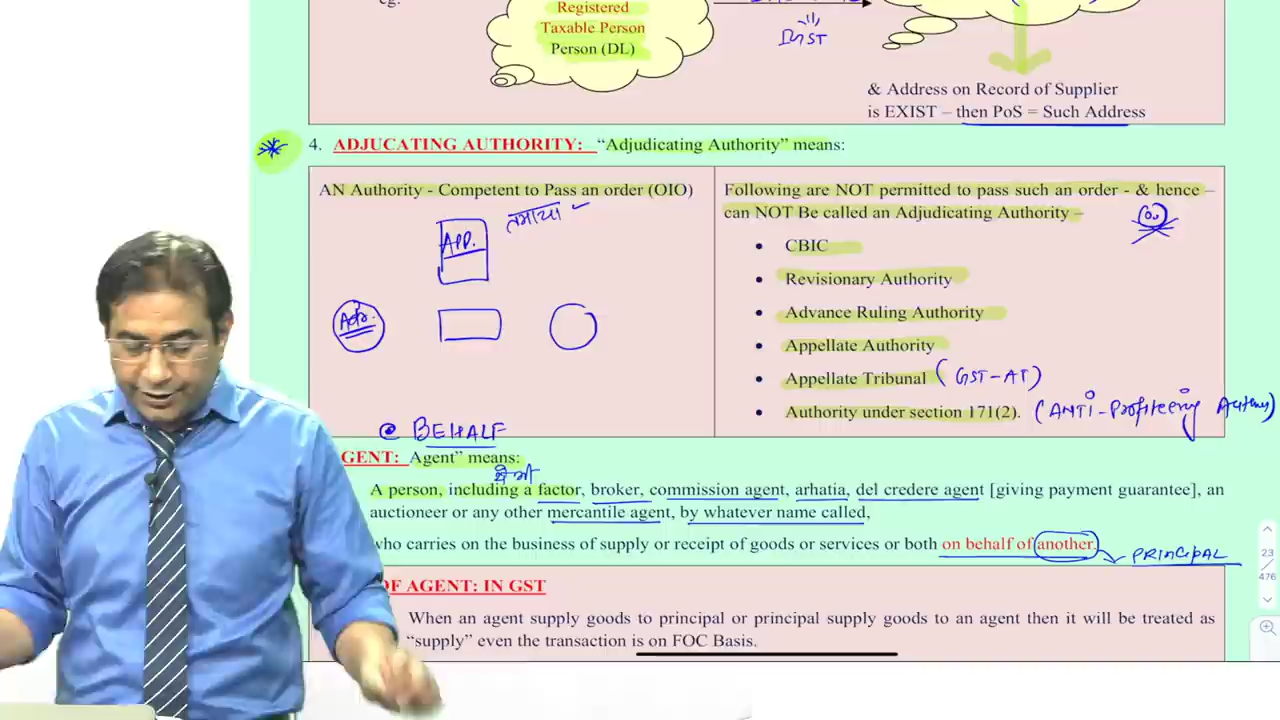 eg.
Registered
Taxable Person
Person (DL)
IGST
& Address on Record of Supplier
is EXIST – then PoS = Such Address
4. ADJUCATING AUTHORITY: “Adjudicating Authority” means:
AN Authority - Competent to Pass an order (OIO)
APP.
तमाचा
Adj.
Following are NOT permitted to pass such an order - & hence –
can NOT Be called an Adjudicating Authority –
• CBIC
• Revisionary Authority
• Advance Ruling Authority
• Appellate Authority
• Appellate Tribunal (GST-AT)
• Authority under section 171(2). (ANTI-Profiteering
@ BEHALF
GENT: Agent” means:
A person, including a factor, broker, commission agent, arhatia, del credere agent [giving payment guarantee], an
auctioneer or any other mercantile agent, by whatever name called,
who carries on the business of supply or receipt of goods or services or both on behalf of another. PRINCIPAL
OF AGENT: IN GST
When an agent supply goods to principal or principal supply goods to an agent then it will be treated as
“supply” even the transaction is on FOC Basis.
23
/
476